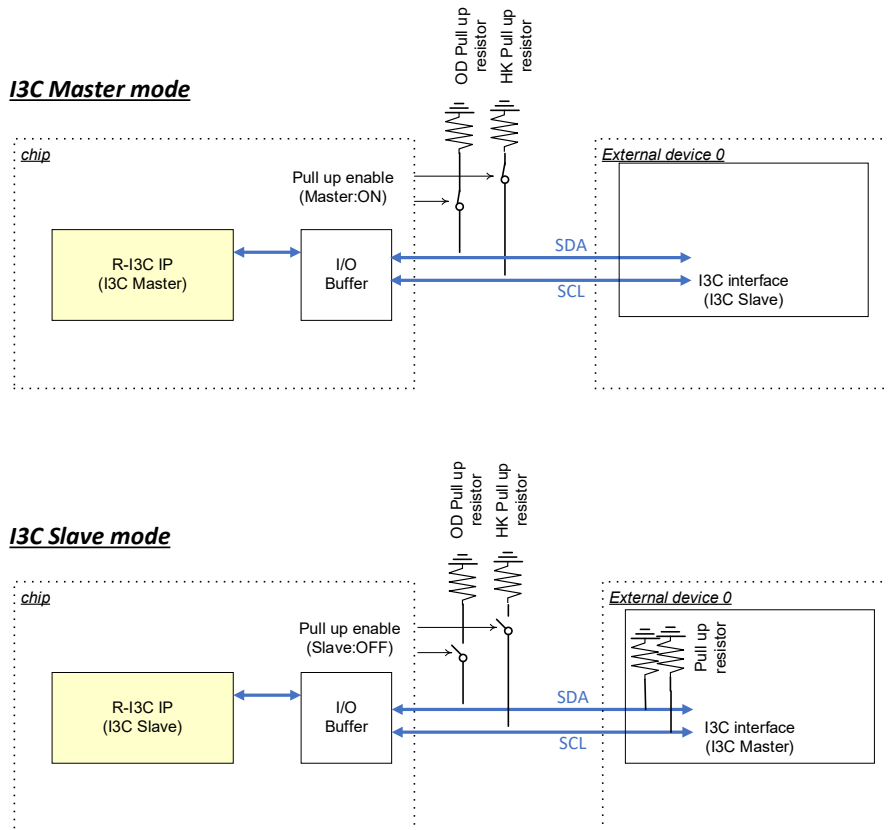 OD Pull up
resistor
HK Pull up
resistor
I3C Master mode
chip
External device 0
Pull up enable
(Master:ON)
R-I3C IP
(I3C Master)
I/O
Buffer
SDA
SCL
I3C interface
(I3C Slave)
OD Pull up
resistor
HK Pull up
resistor
I3C Slave mode
chip
External device 0
Pull up enable
(Slave:OFF)
Pull up
resistor
R-I3C IP
(I3C Slave)
I/O
Buffer
SDA
SCL
I3C interface
(I3C Master)